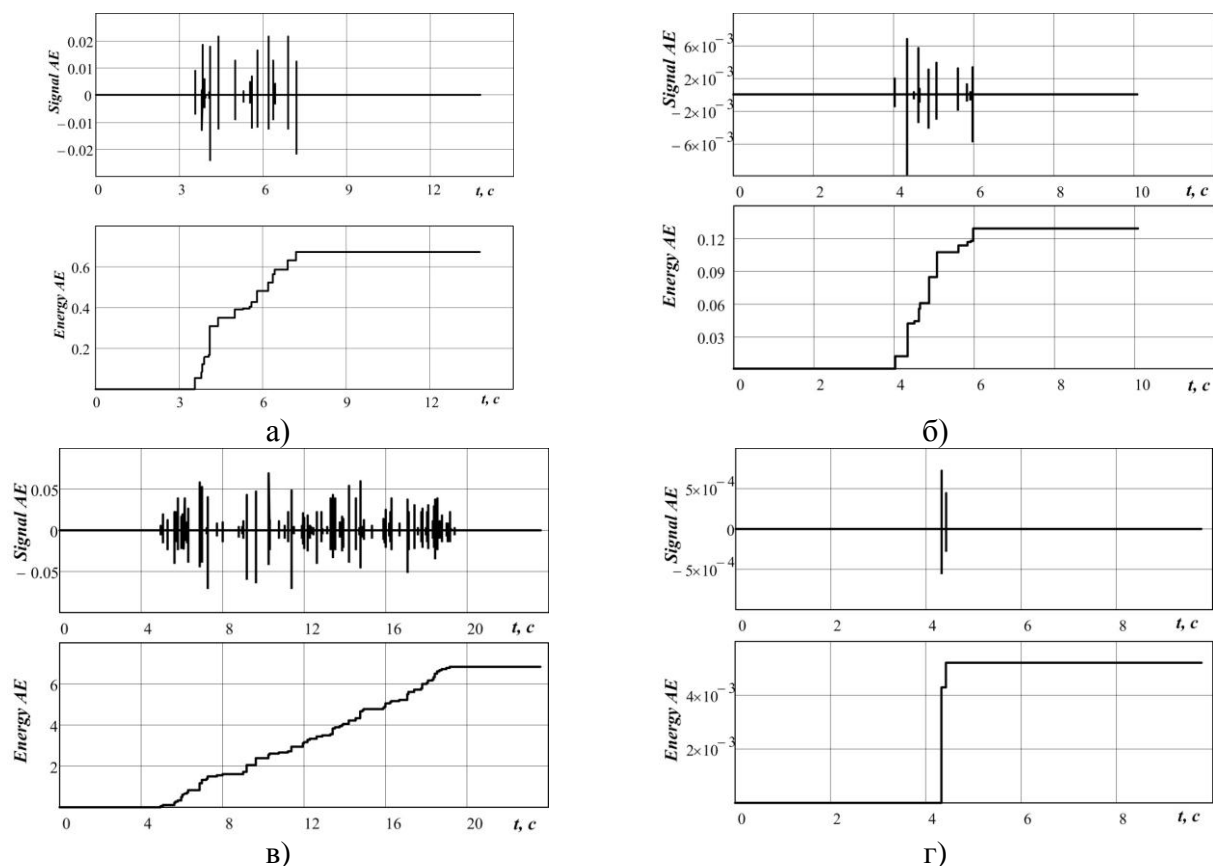 Signal AE
0.02
0.01
0
−0.01
−0.02
0 3 6 9 12 t, c
Energy AE
0.6
0.4
0.2
0 3 6 9 12 t, c
а)
Signal AE
6×10⁻³
2×10⁻³
−2×10⁻³
−6×10⁻³
0 2 4 6 8 10 t, c
Energy AE
0.12
0.09
0.06
0.03
0 2 4 6 8 10 t, c
б)
Signal AE
0.05
0
− 0.05
0 4 8 12 16 20 t, c
Energy AE
6
4
2
0 4 8 12 16 20 t, c
в)
Signal AE
5×10⁻⁴
0
− 5×10⁻⁴
0 2 4 6 8 t, c
Energy AE
4×10⁻³
2×10⁻³
0 2 4 6 8 t, c
г)